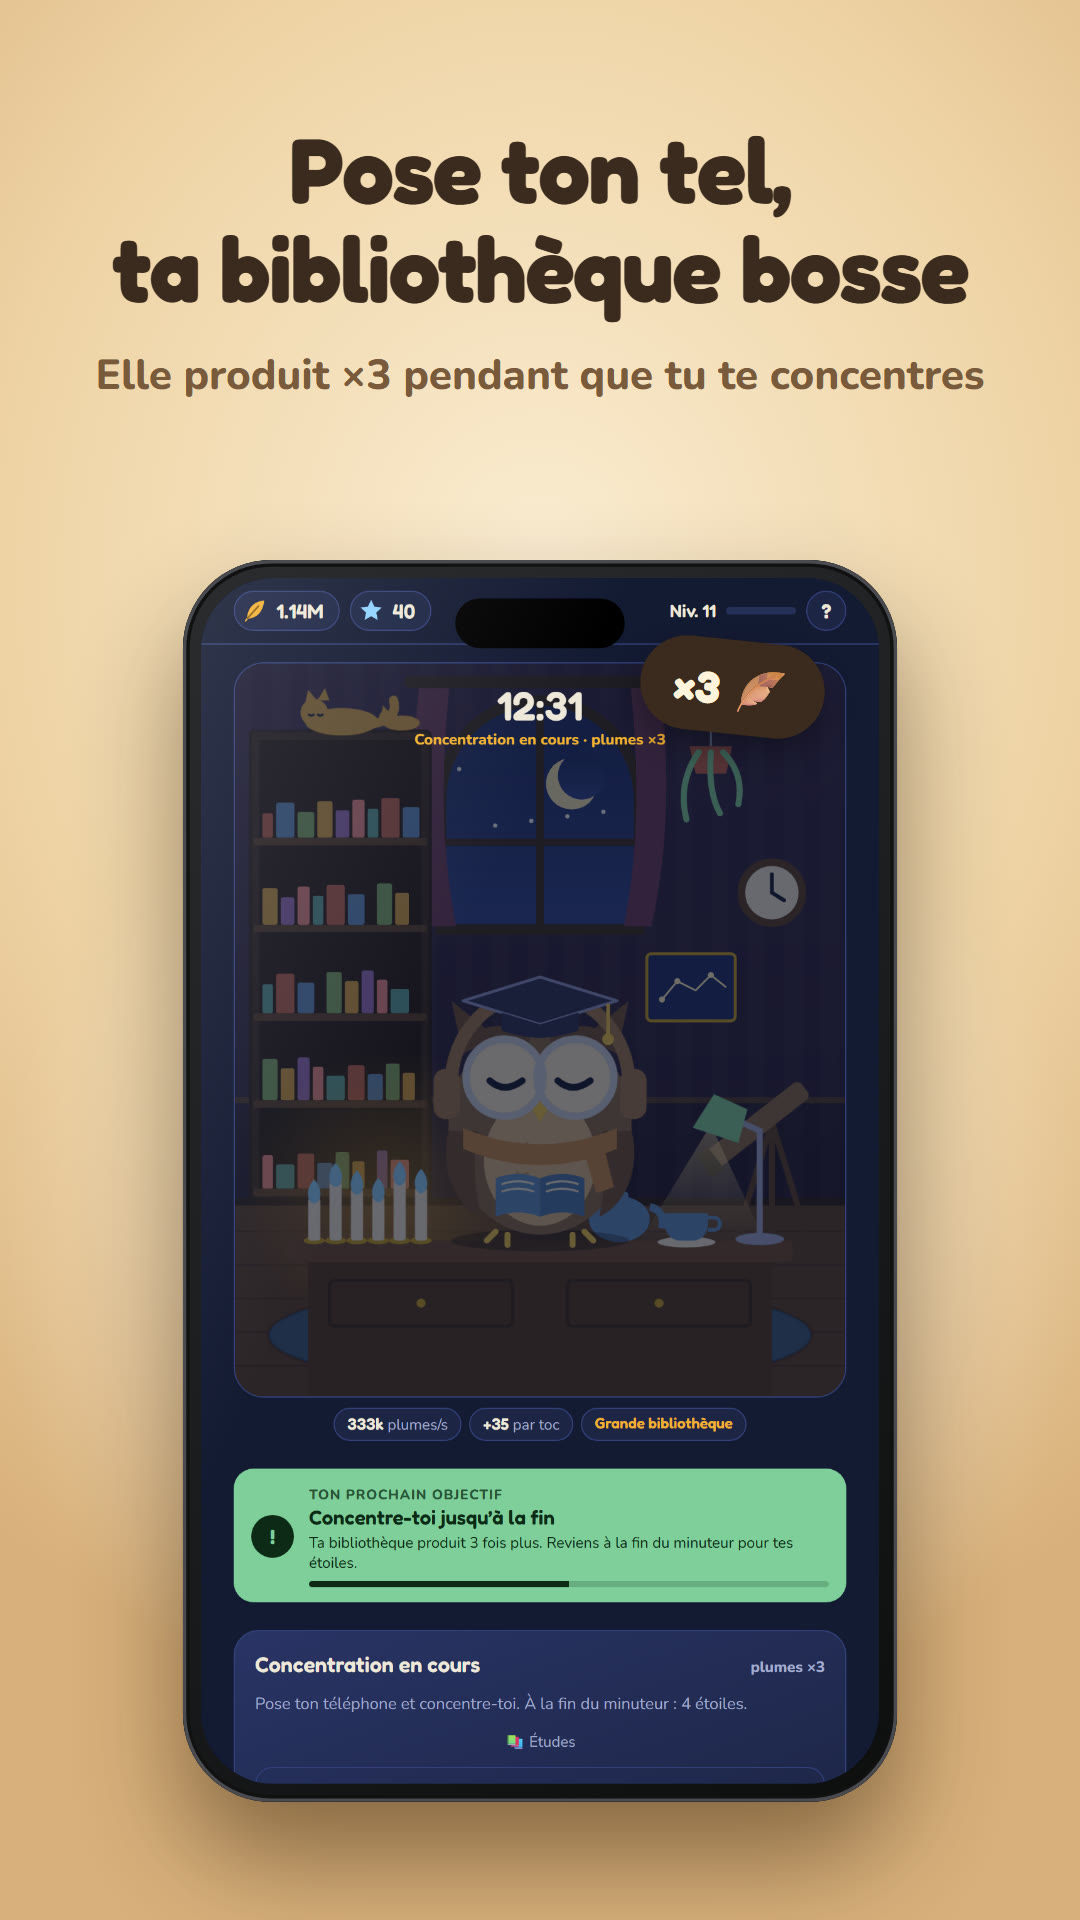 Pose ton tel,
ta bibliothèque bosse
Elle produit ×3 pendant que tu te concentres
1.14M
40
Niv. 11
?
×3
12:31
Concentration en cours · plumes ×3
333k plumes/s
+35 par toc
Grande bibliothèque
TON PROCHAIN OBJECTIF
!
Concentre-toi jusqu'à la fin
Ta bibliothèque produit 3 fois plus. Reviens à la fin du minuteur pour tes
étoiles.
Concentration en cours
plumes ×3
Pose ton téléphone et concentre-toi. À la fin du minuteur : 4 étoiles.
Études